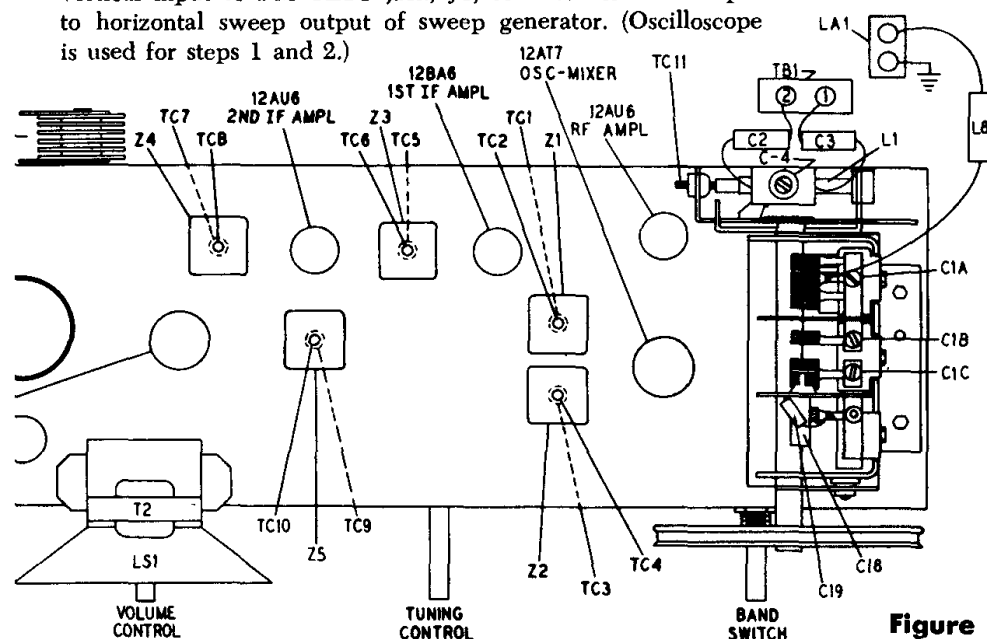 vertical input to
to horizontal sweep output of sweep generator. (Oscilloscope
is used for steps 1 and 2.)
LA1
TB1
2 1
12AT7
OSC-MIXER
TC11
12BA6
1ST IF AMPL
12AU6
2ND IF AMPL
TC7
Z4
TC8
Z3
TC6
TC5
TC1
TC2
Z1
12AU6
RF AMPL
C2
C3
C-4
L1
L8
C1A
C1B
C1C
TC10
Z5
TC9
Z2
TC3
TC4
C19
C18
T2
LS1
VOLUME
CONTROL
TUNING
CONTROL
BAND
SWITCH
Figure